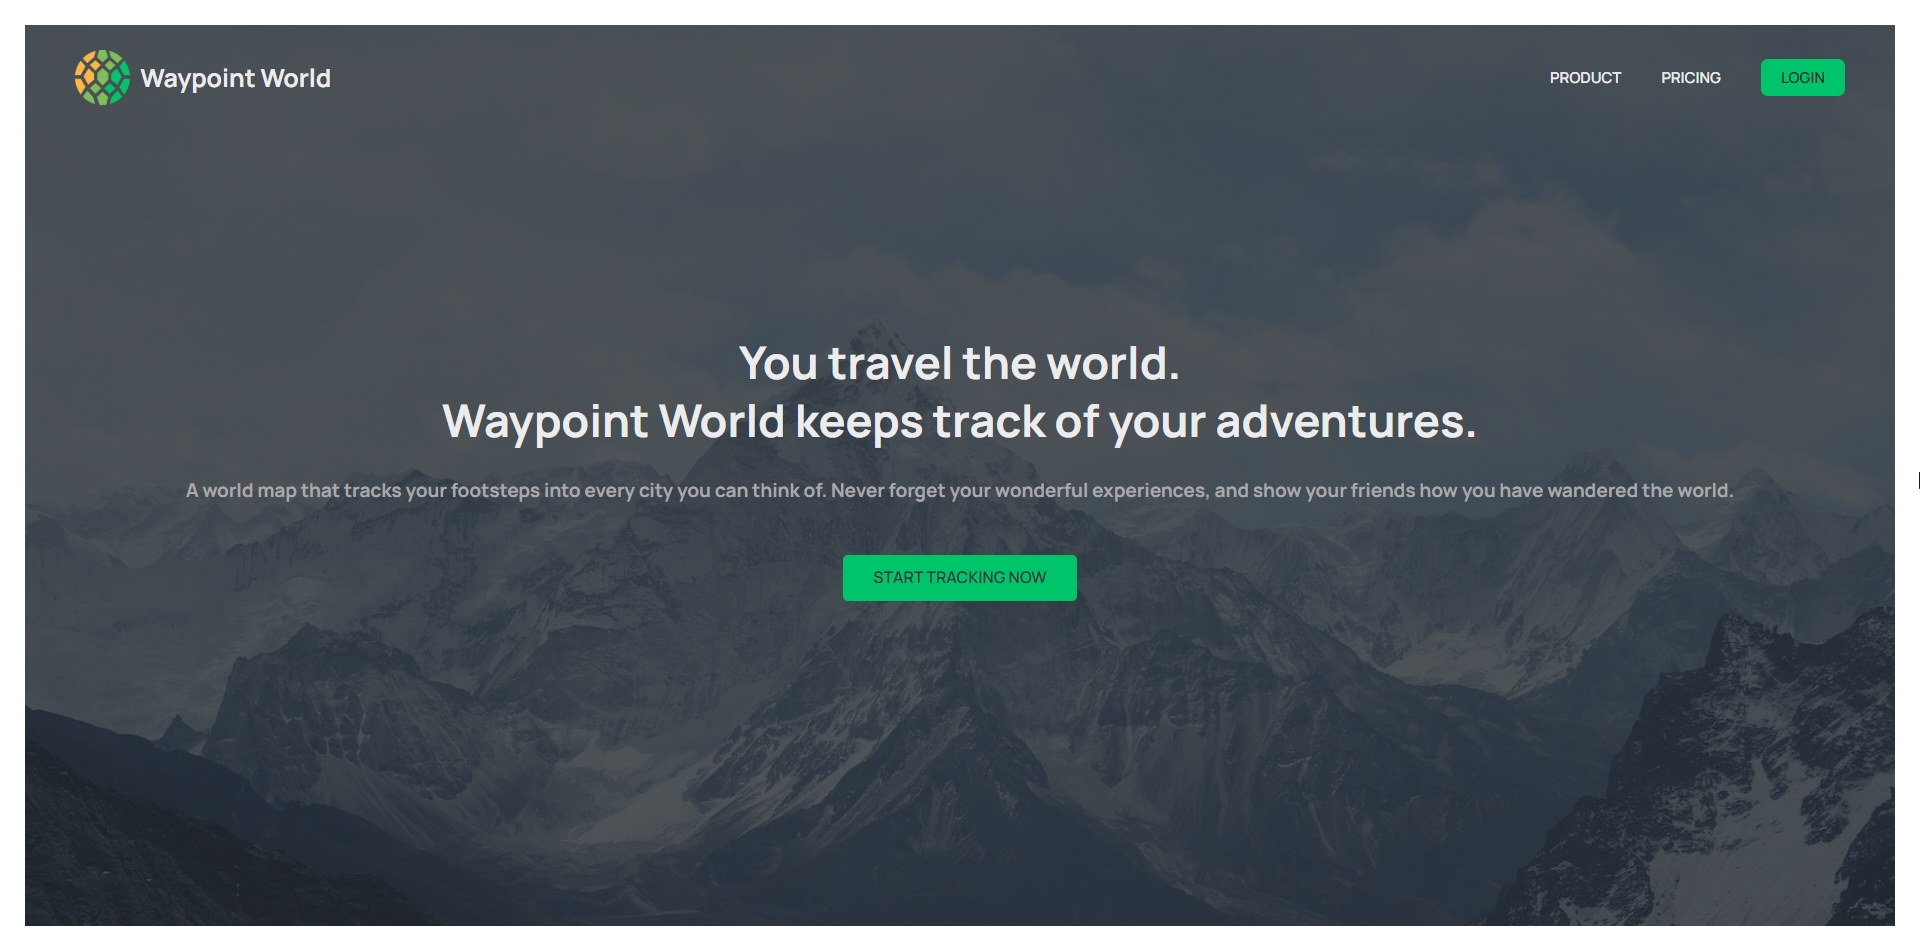 Waypoint World
PRODUCT
PRICING
LOGIN
You travel the world.
Waypoint World keeps track of your adventures.
A world map that tracks your footsteps into every city you can think of. Never forget your wonderful experiences, and show your friends how you have wandered the world.
START TRACKING NOW